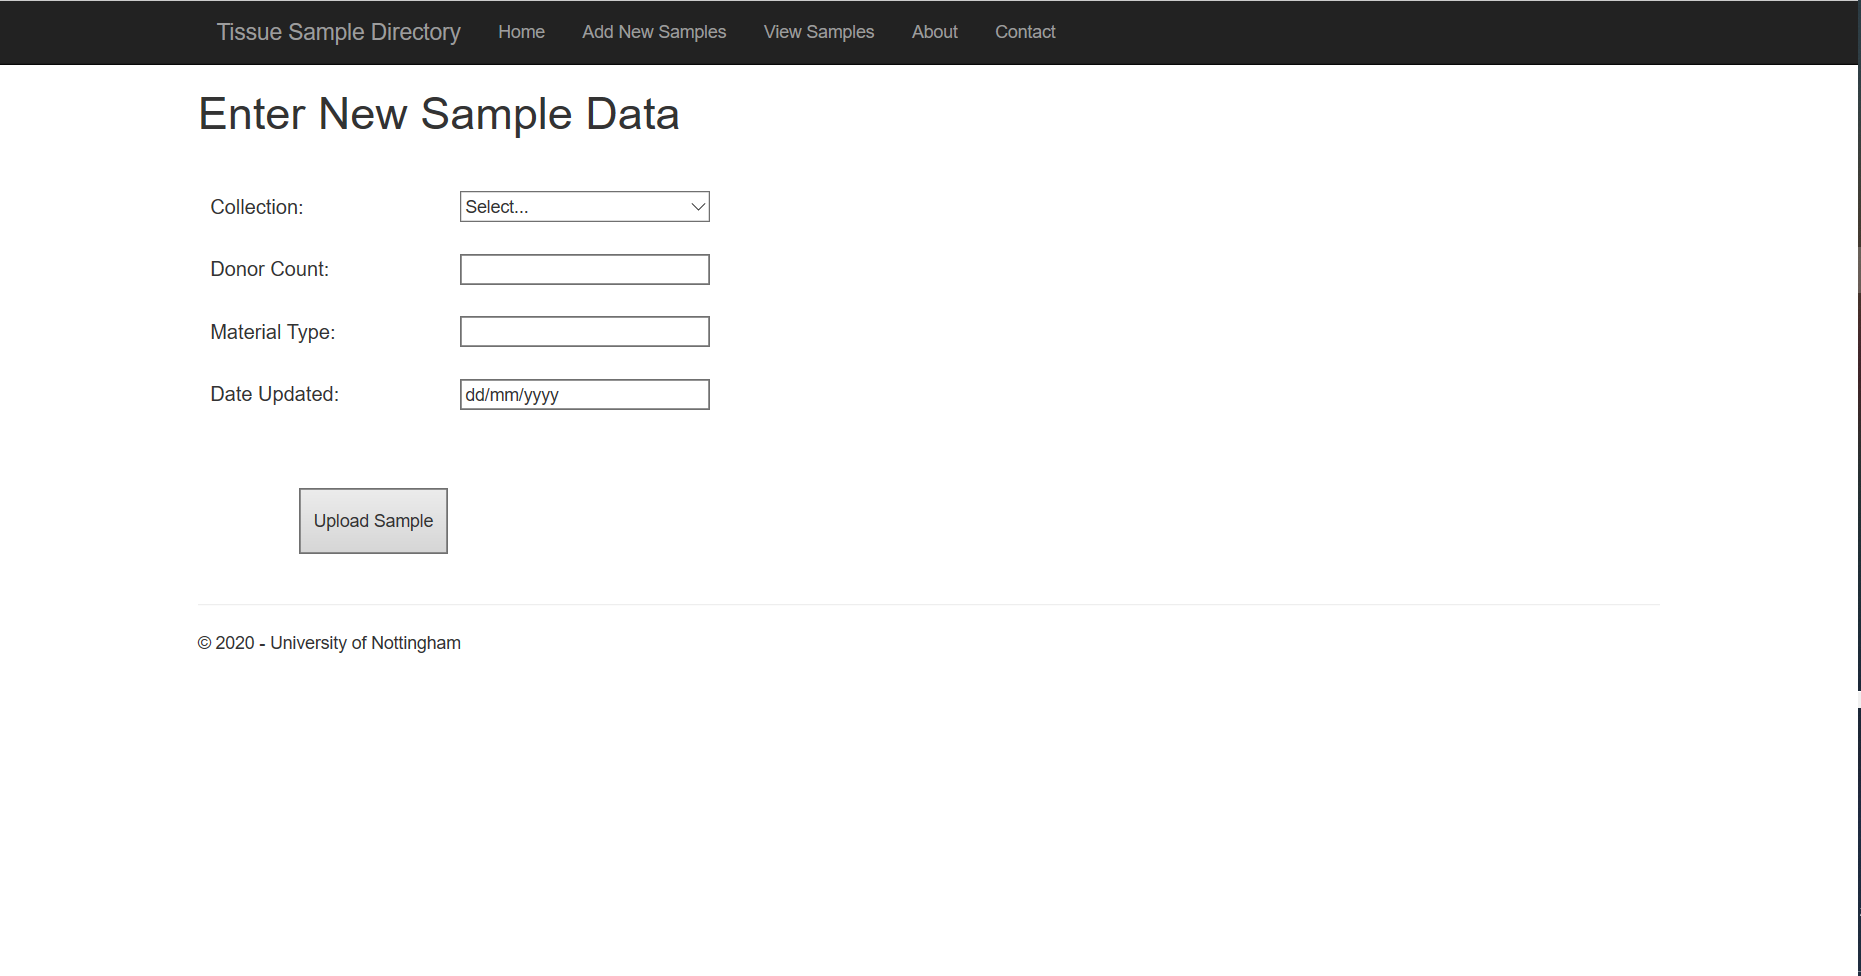 Tissue Sample Directory Home Add New Samples View Samples About Contact
Enter New Sample Data
Collection: Select...
Donor Count:
Material Type:
Date Updated: dd/mm/yyyy
Upload Sample
© 2020 - University of Nottingham